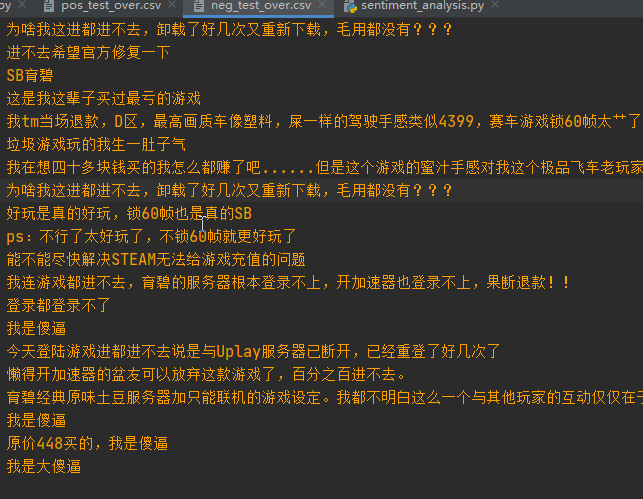 py pos_test_over.csv neg_test_over.csv sentiment_analysis.py
为啥我这进都进不去，卸载了好几次又重新下载，毛用都没有？？？
进不去希望官方修复一下
SB育碧
这是我这辈子买过最亏的游戏
我tm当场退款，D区，最高画质车像塑料，屎一样的驾驶手感类似4399，赛车游戏锁60帧太艹了
垃圾游戏玩的我生一肚子气
我在想四十多块钱买的我怎么都赚了吧......但是这个游戏的蜜汁手感对我这个极品飞车老玩家
为啥我这进都进不去，卸载了好几次又重新下载，毛用都没有？？？
好玩是真的好玩，锁60帧也是真的SB
ps：不行了太好玩了，不锁60帧就更好玩了
能不能尽快解决STEAM无法给游戏充值的问题
我连游戏都进不去，育碧的服务器根本登录不上，开加速器也登录不上，果断退款！！
登录都登录不了
我是傻逼
今天登陆游戏进都进不去说是与Uplay服务器已断开，已经重登了好几次了
懒得开加速器的盆友可以放弃这款游戏了，百分之百进不去。
育碧经典原味土豆服务器加只能联机的游戏设定。我都不明白这么一个与其他玩家的互动仅仅在于
我是傻逼
原价448买的，我是傻逼
我是大傻逼